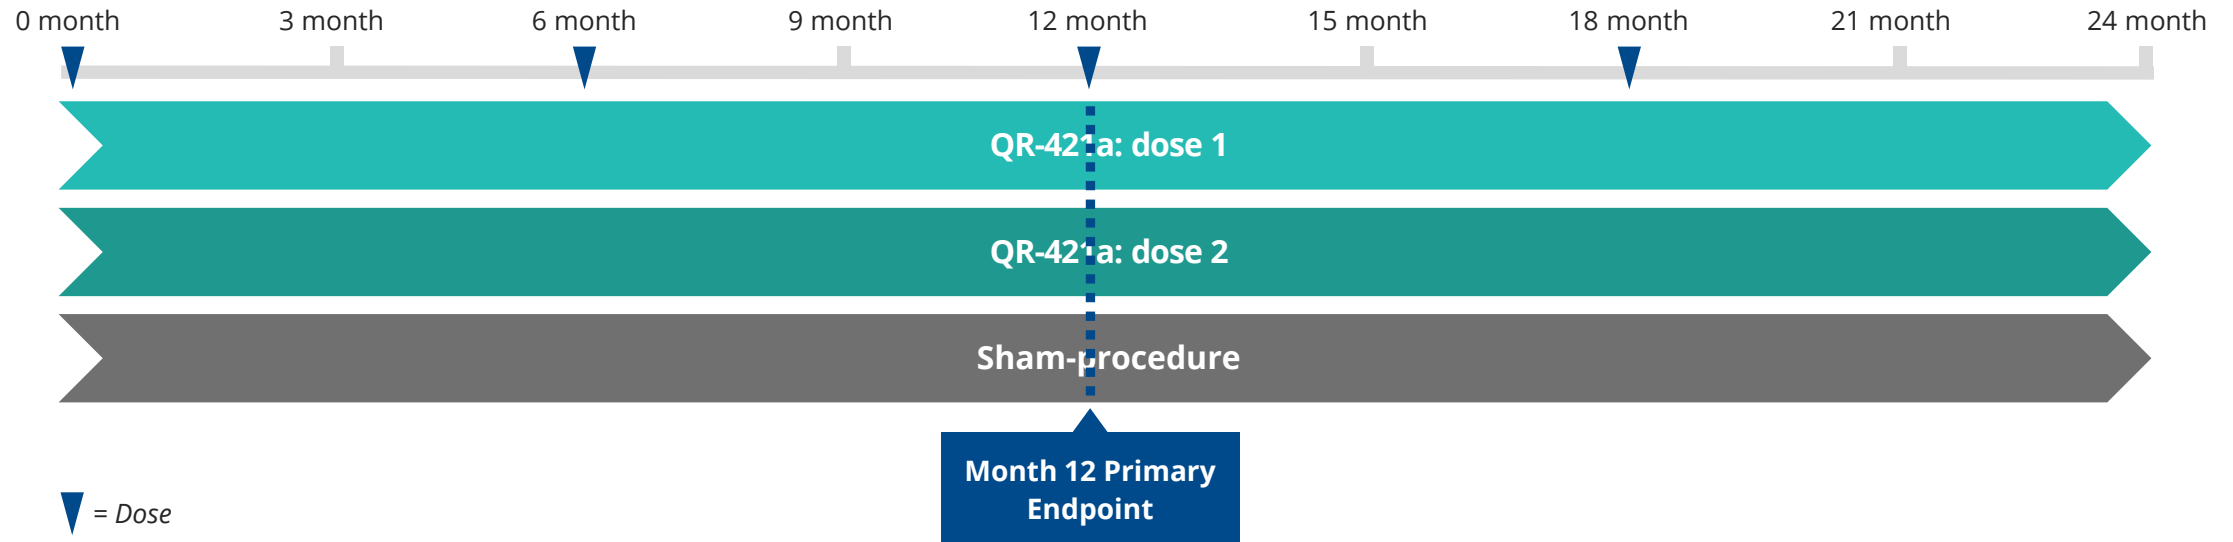 0 month 3 month 6 month 9 month 12 month 15 month 18 month 21 month 24 month
QR-421a: dose 1
QR-421a: dose 2
Sham-procedure
Month 12 Primary
Endpoint
= Dose